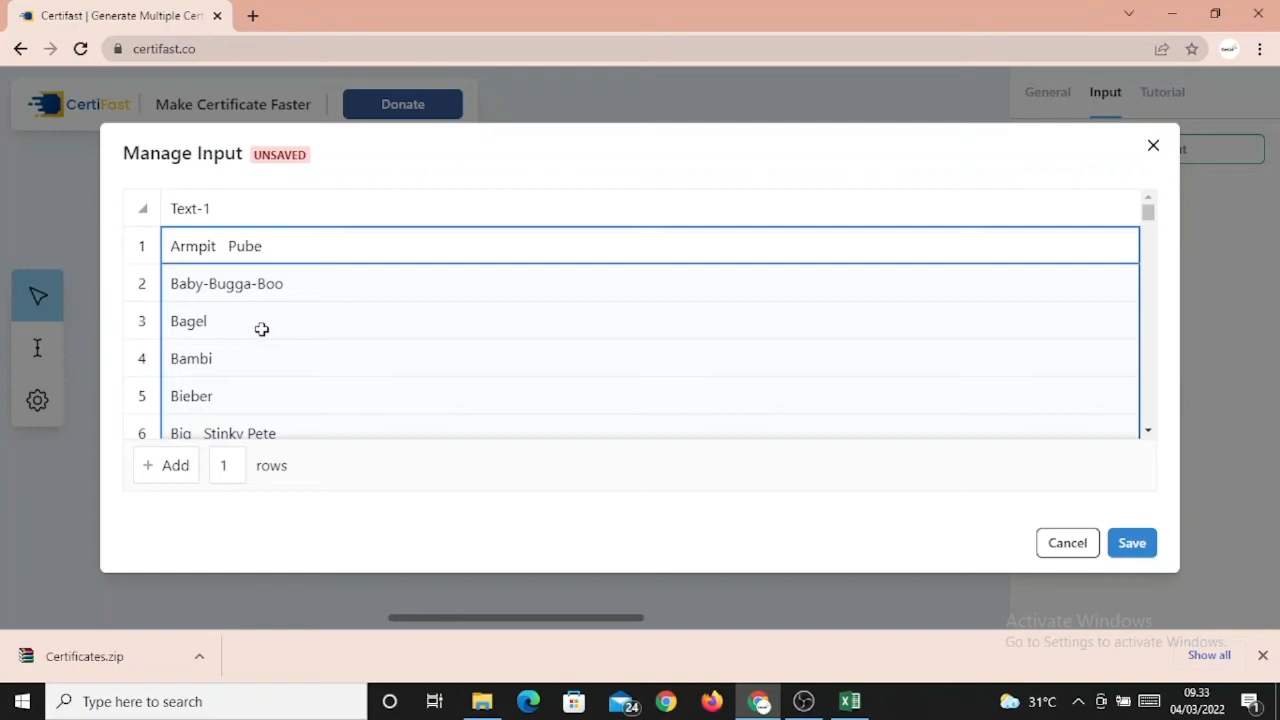 Certifast | Generate Multiple Cert
certifast.co
CertiFast
Make Certificate Faster
Donate
General
Input
Tutorial
Manage Input
UNSAVED
Text-1
1 Armpit Pube
2 Baby-Bugga-Boo
3 Bagel
4 Bambi
5 Bieber
6 Big Stinky Pete
+ Add
1
rows
Cancel
Save
Activate Windows
Go to Settings to activate Windows.
Certificates.zip
Show all
Type here to search
24
31°C
09.33
04/03/2022
1